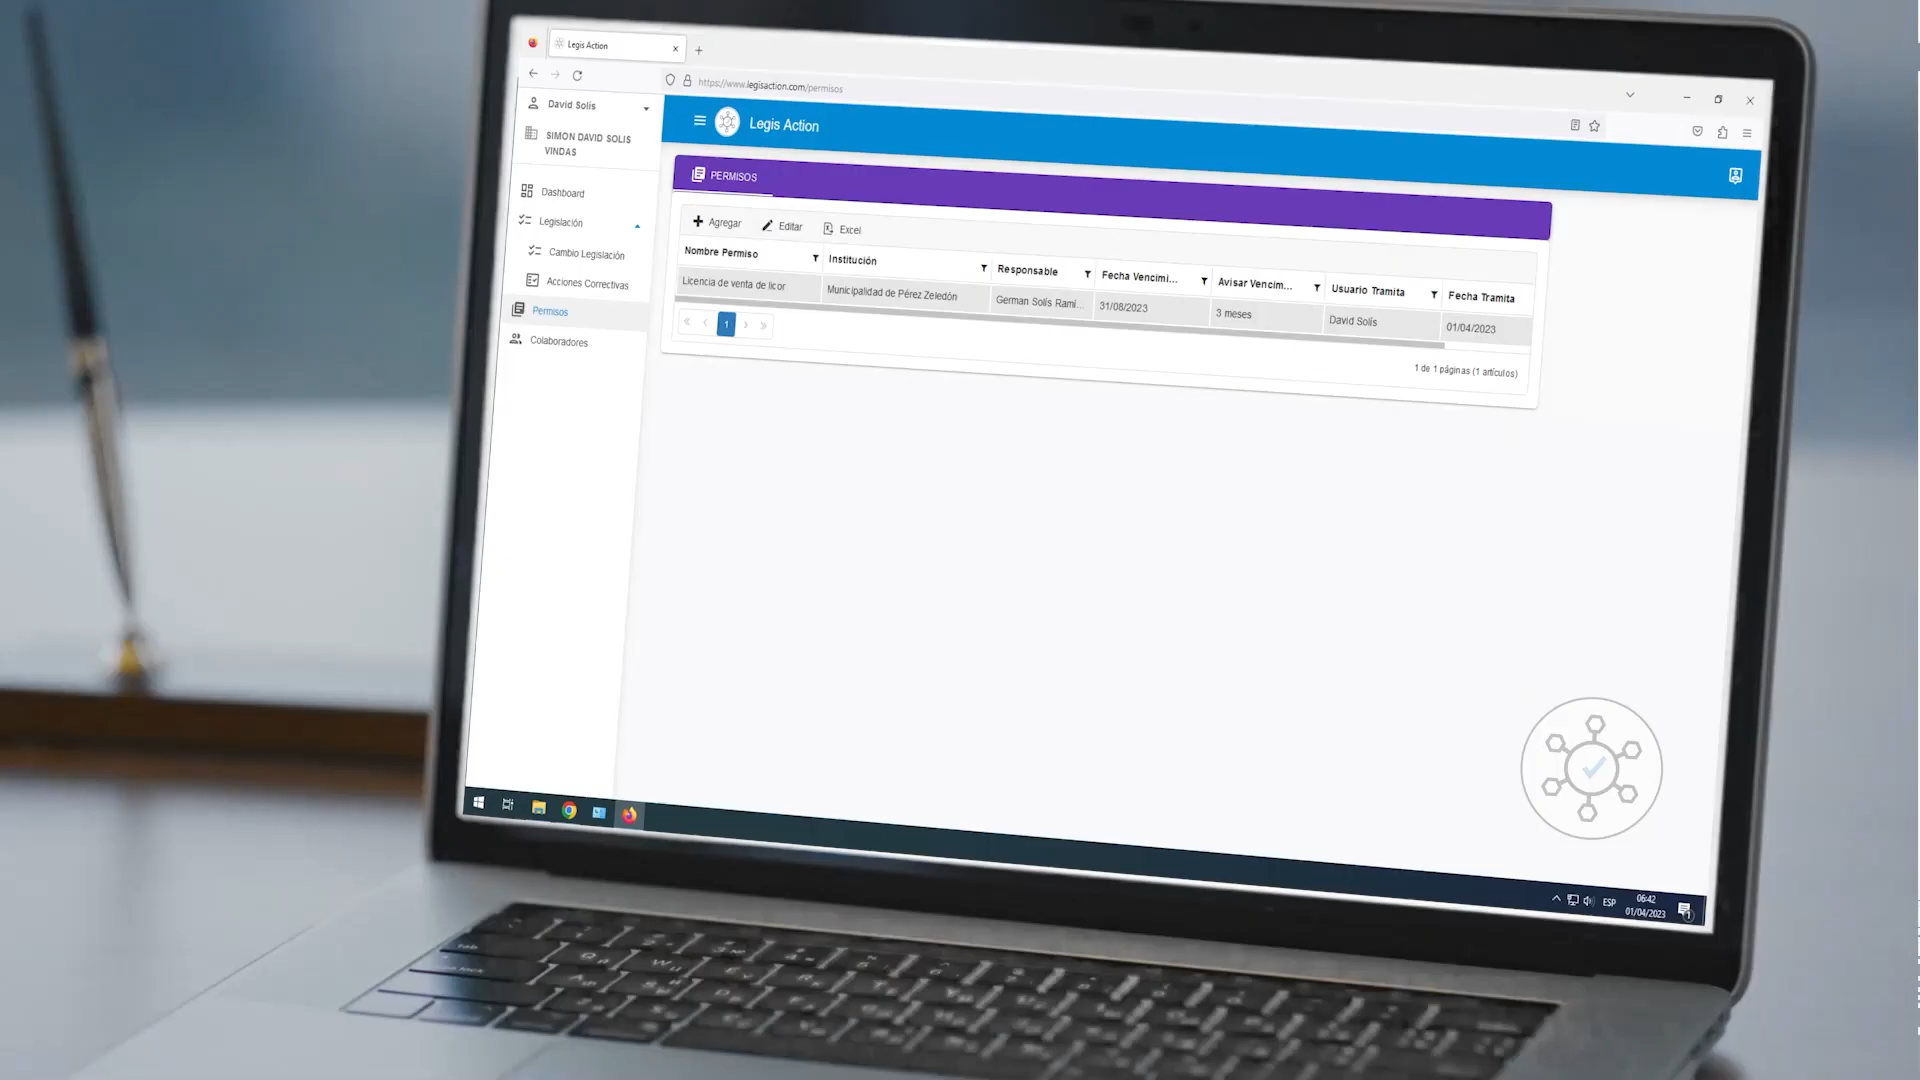 Legis Action
https://www.legisaction.com/permisos
David Solís
SIMON DAVID SOLIS
VINDAS
Dashboard
Legislación
Cambio Legislación
Acciones Correctivas
Permisos
Colaboradores
Legis Action
PERMISOS
Agregar Editar Excel
Nombre Permiso Institución Responsable Fecha Vencimi... Avisar Vencim... Usuario Tramita Fecha Tramita
Licencia de venta de licor Municipalidad de Pérez Zeledón German Solís Rami... 31/08/2023 3 meses David Solís 01/04/2023
1
1 de 1 páginas (1 artículos)
ESP
06:42
01/04/2023
1